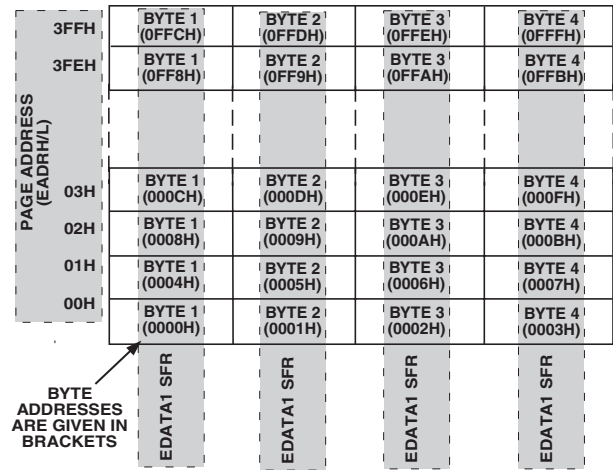 3FFH
BYTE 1 BYTE 2 BYTE 3 BYTE 4
(0FFCH) (0FFDH) (0FFEH) (0FFFH)
3FEH
BYTE 1 BYTE 2 BYTE 3 BYTE 4
(0FF8H) (0FF9H) (0FFAH) (0FFBH)
PAGE ADDRESS
(EADRH/L)
03H
BYTE 1 BYTE 2 BYTE 3 BYTE 4
(000CH) (000DH) (000EH) (000FH)
02H
BYTE 1 BYTE 2 BYTE 3 BYTE 4
(0008H) (0009H) (000AH) (000BH)
01H
BYTE 1 BYTE 2 BYTE 3 BYTE 4
(0004H) (0005H) (0006H) (0007H)
00H
BYTE 1 BYTE 2 BYTE 3 BYTE 4
(0000H) (0001H) (0002H) (0003H)
BYTE
ADDRESSES
ARE GIVEN IN
BRACKETS
EDATA1 SFR
EDATA1 SFR
EDATA1 SFR
EDATA1 SFR